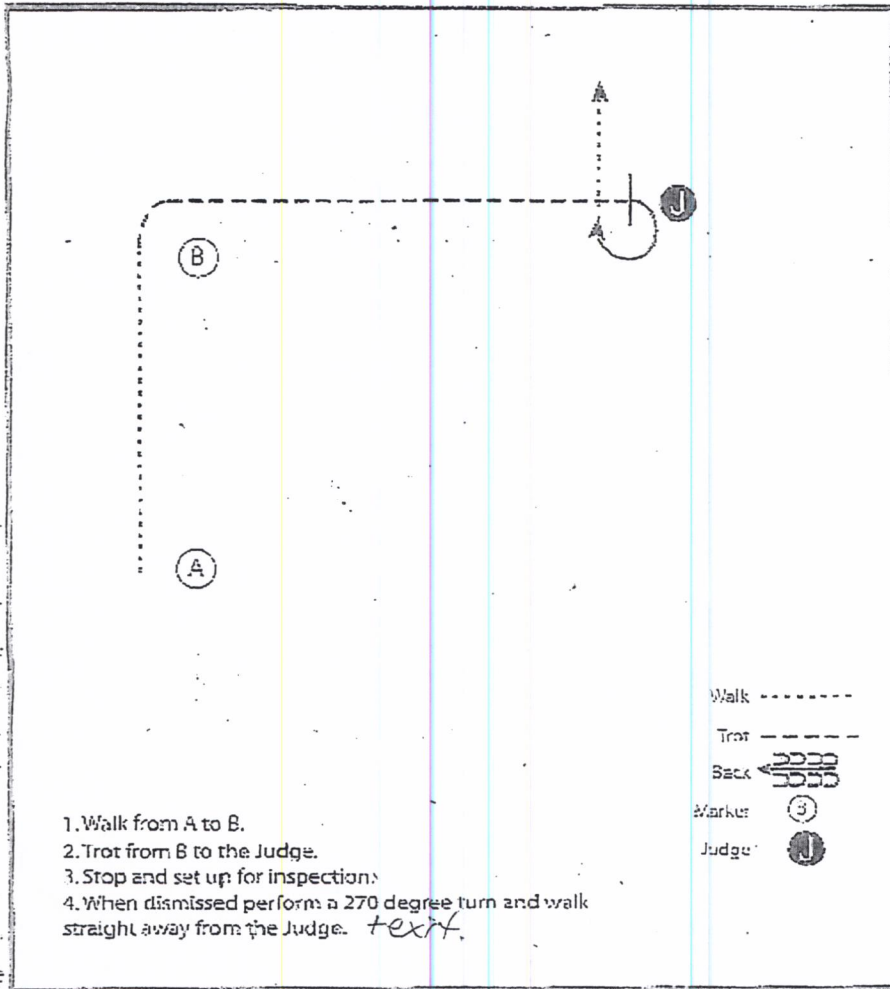 J
B
A
Walk
Trot
Back
Marker B
Judge J
1. Walk from A to B.
2. Trot from B to the Judge.
3. Stop and set up for inspection.
4. When dismissed perform a 270 degree turn and walk
straight away from the Judge. + exit.